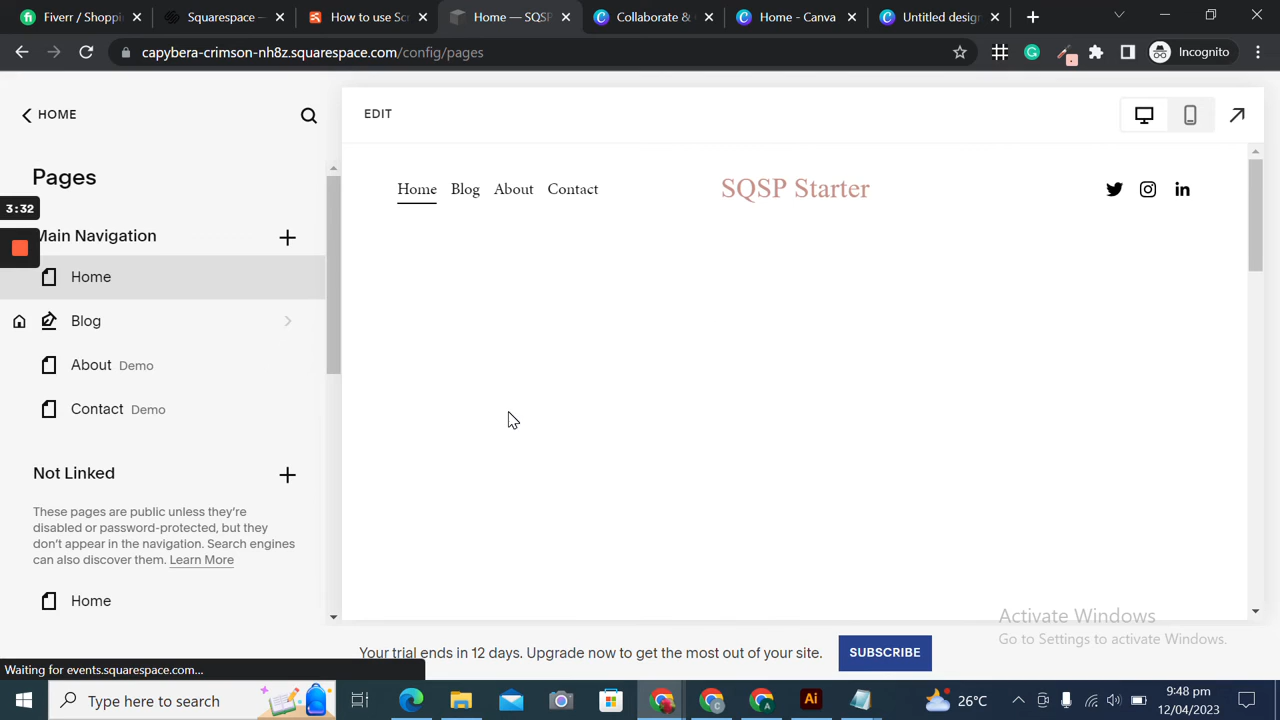 Fiverr / Shoppi
Squarespace —
How to use Scr
Home — SQSP
Collaborate &
Home - Canva
Untitled design
capybera-crimson-nh8z.squarespace.com/config/pages
Incognito
HOME
EDIT
Pages
3:32
Main Navigation
Home
Blog
About Demo
Contact Demo
Not Linked
These pages are public unless they're
disabled or password-protected, but they
don't appear in the navigation. Search engines
can also discover them. Learn More
Home
Home Blog About Contact
SQSP Starter
Activate Windows
Go to Settings to activate Windows.
Your trial ends in 12 days. Upgrade now to get the most out of your site.
SUBSCRIBE
Waiting for events.squarespace.com...
Type here to search
26°C
9:48 pm
12/04/2023